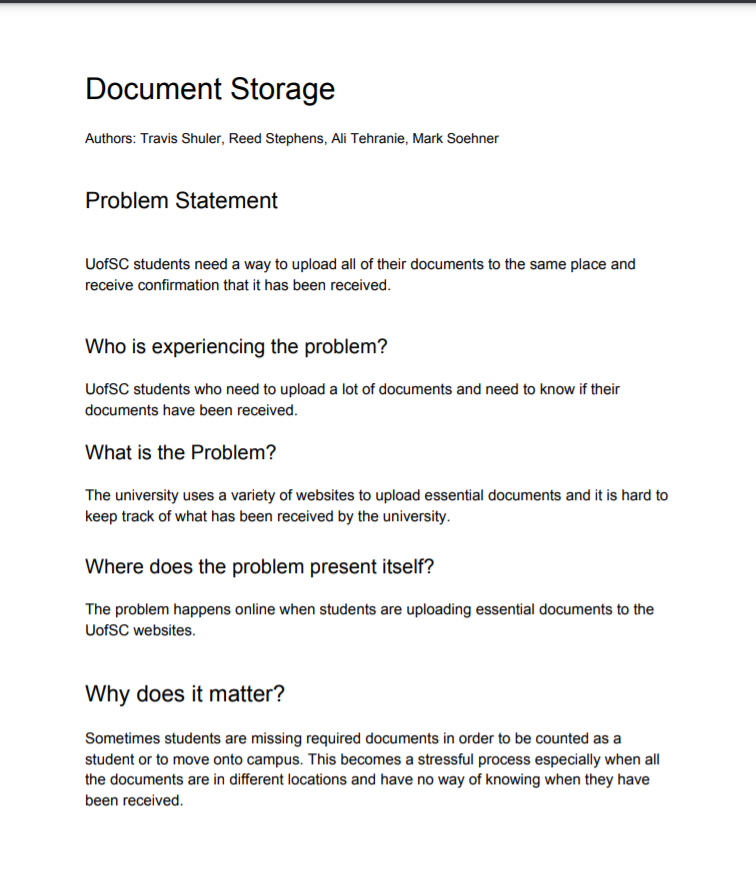 Document Storage
Authors: Travis Shuler, Reed Stephens, Ali Tehranie, Mark Soehner
Problem Statement
UofSC students need a way to upload all of their documents to the same place and
receive confirmation that it has been received.
Who is experiencing the problem?
UofSC students who need to upload a lot of documents and need to know if their
documents have been received.
What is the Problem?
The university uses a variety of websites to upload essential documents and it is hard to
keep track of what has been received by the university.
Where does the problem present itself?
The problem happens online when students are uploading essential documents to the
UofSC websites.
Why does it matter?
Sometimes students are missing required documents in order to be counted as a
student or to move onto campus. This becomes a stressful process especially when all
the documents are in different locations and have no way of knowing when they have
been received.